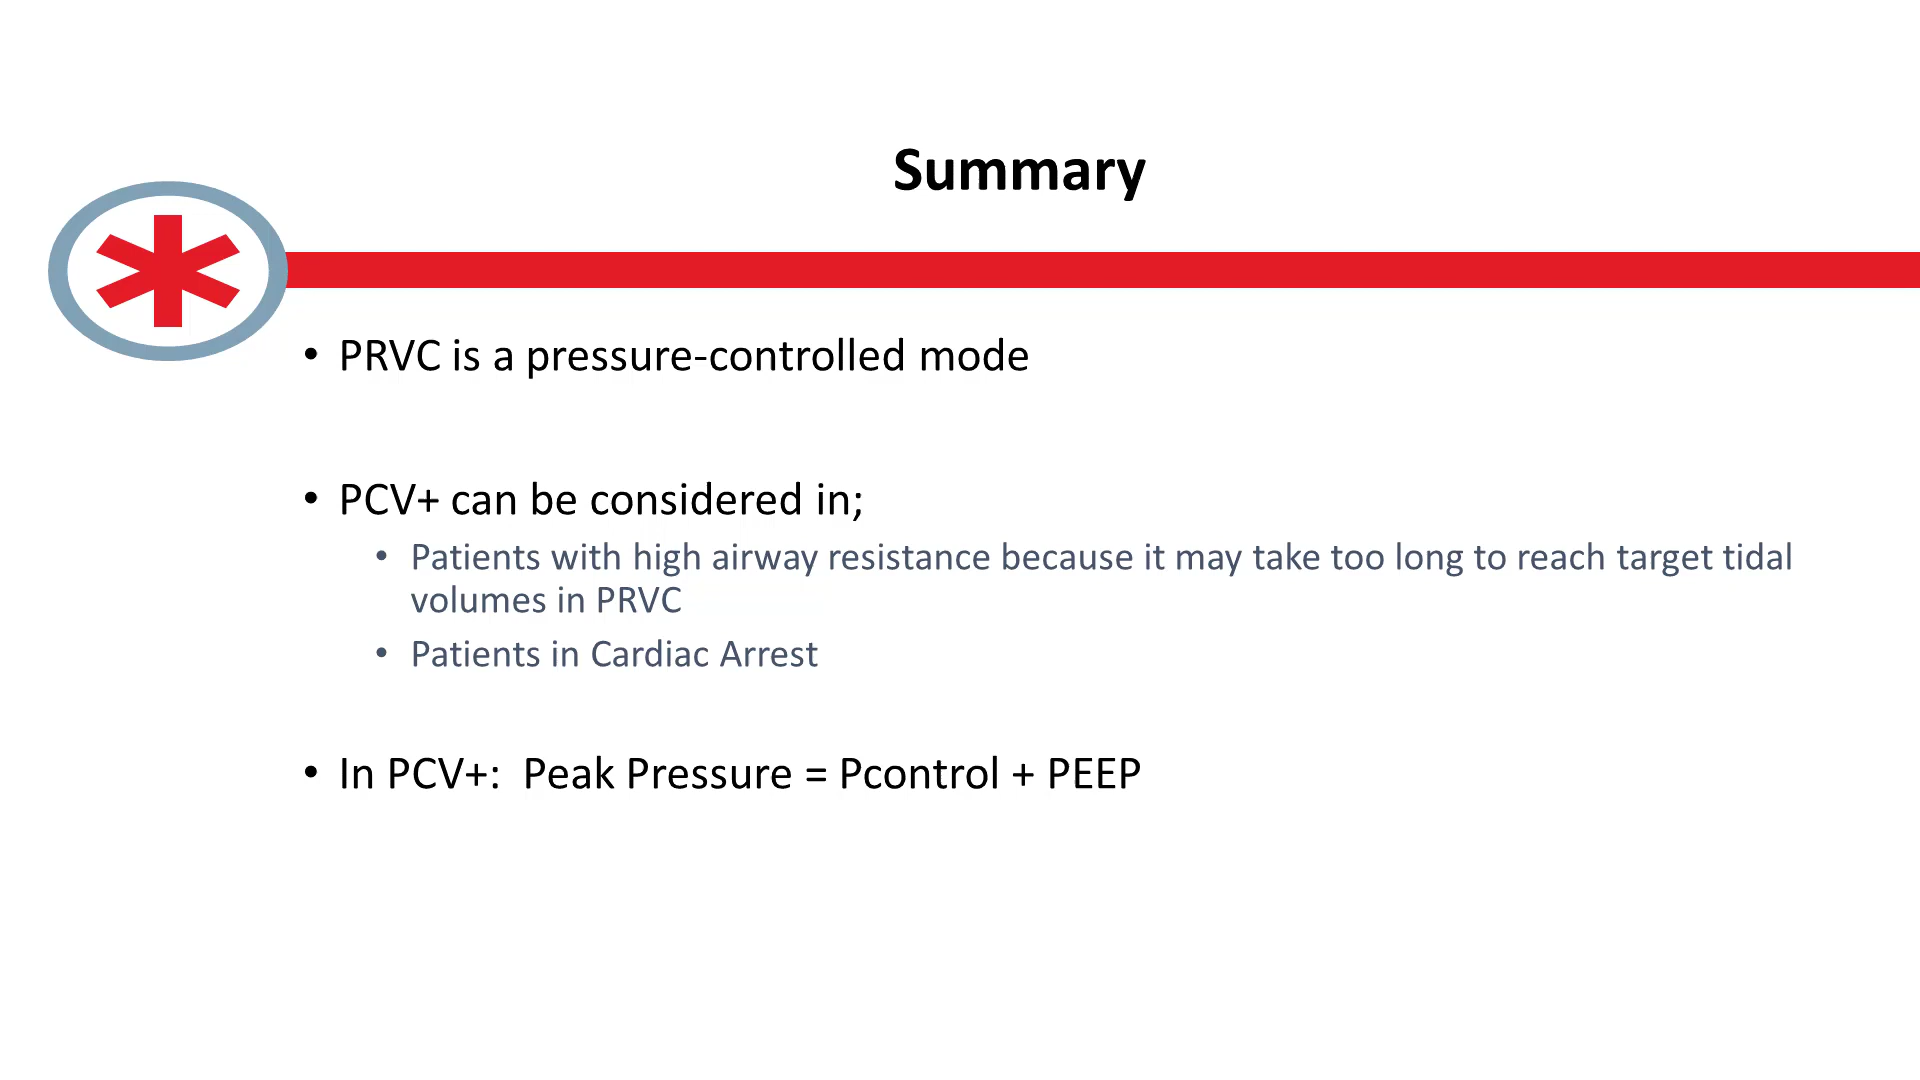 Summary
• PRVC is a pressure-controlled mode
• PCV+ can be considered in;
• Patients with high airway resistance because it may take too long to reach target tidal
volumes in PRVC
• Patients in Cardiac Arrest
• In PCV+:  Peak Pressure = Pcontrol + PEEP